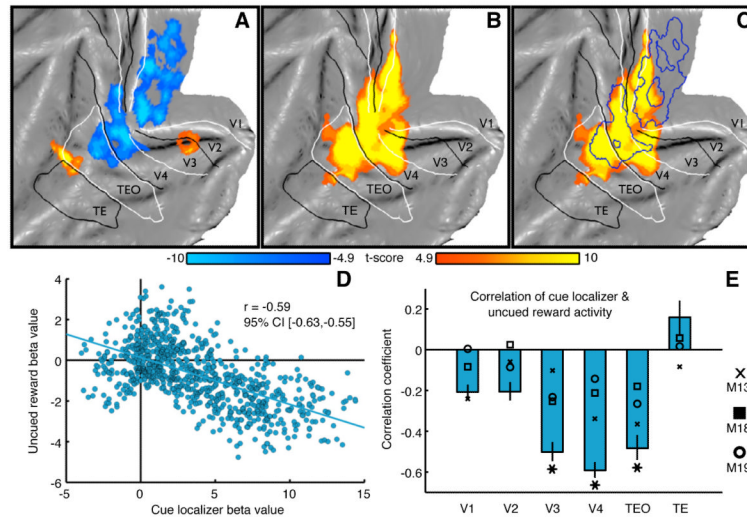 A
V1
V2
V3
V4
TEO
TE
B
V1
V2
V3
V4
TEO
TE
C
V1
V2
V3
V4
TEO
TE
-10
-4.9
t-score
4.9
10
D
4
2
0
-2
-4
-6
-5
0
5
10
15
r = -0.59
95% CI [-0.63,-0.55]
Uncued reward beta value
Cue localizer beta value
E
Correlation of cue localizer &
uncued reward activity
0.2
0
-0.2
-0.4
-0.6
Correlation coefficient
* * *
V1 V2 V3 V4 TEO TE
M13
M18
M19